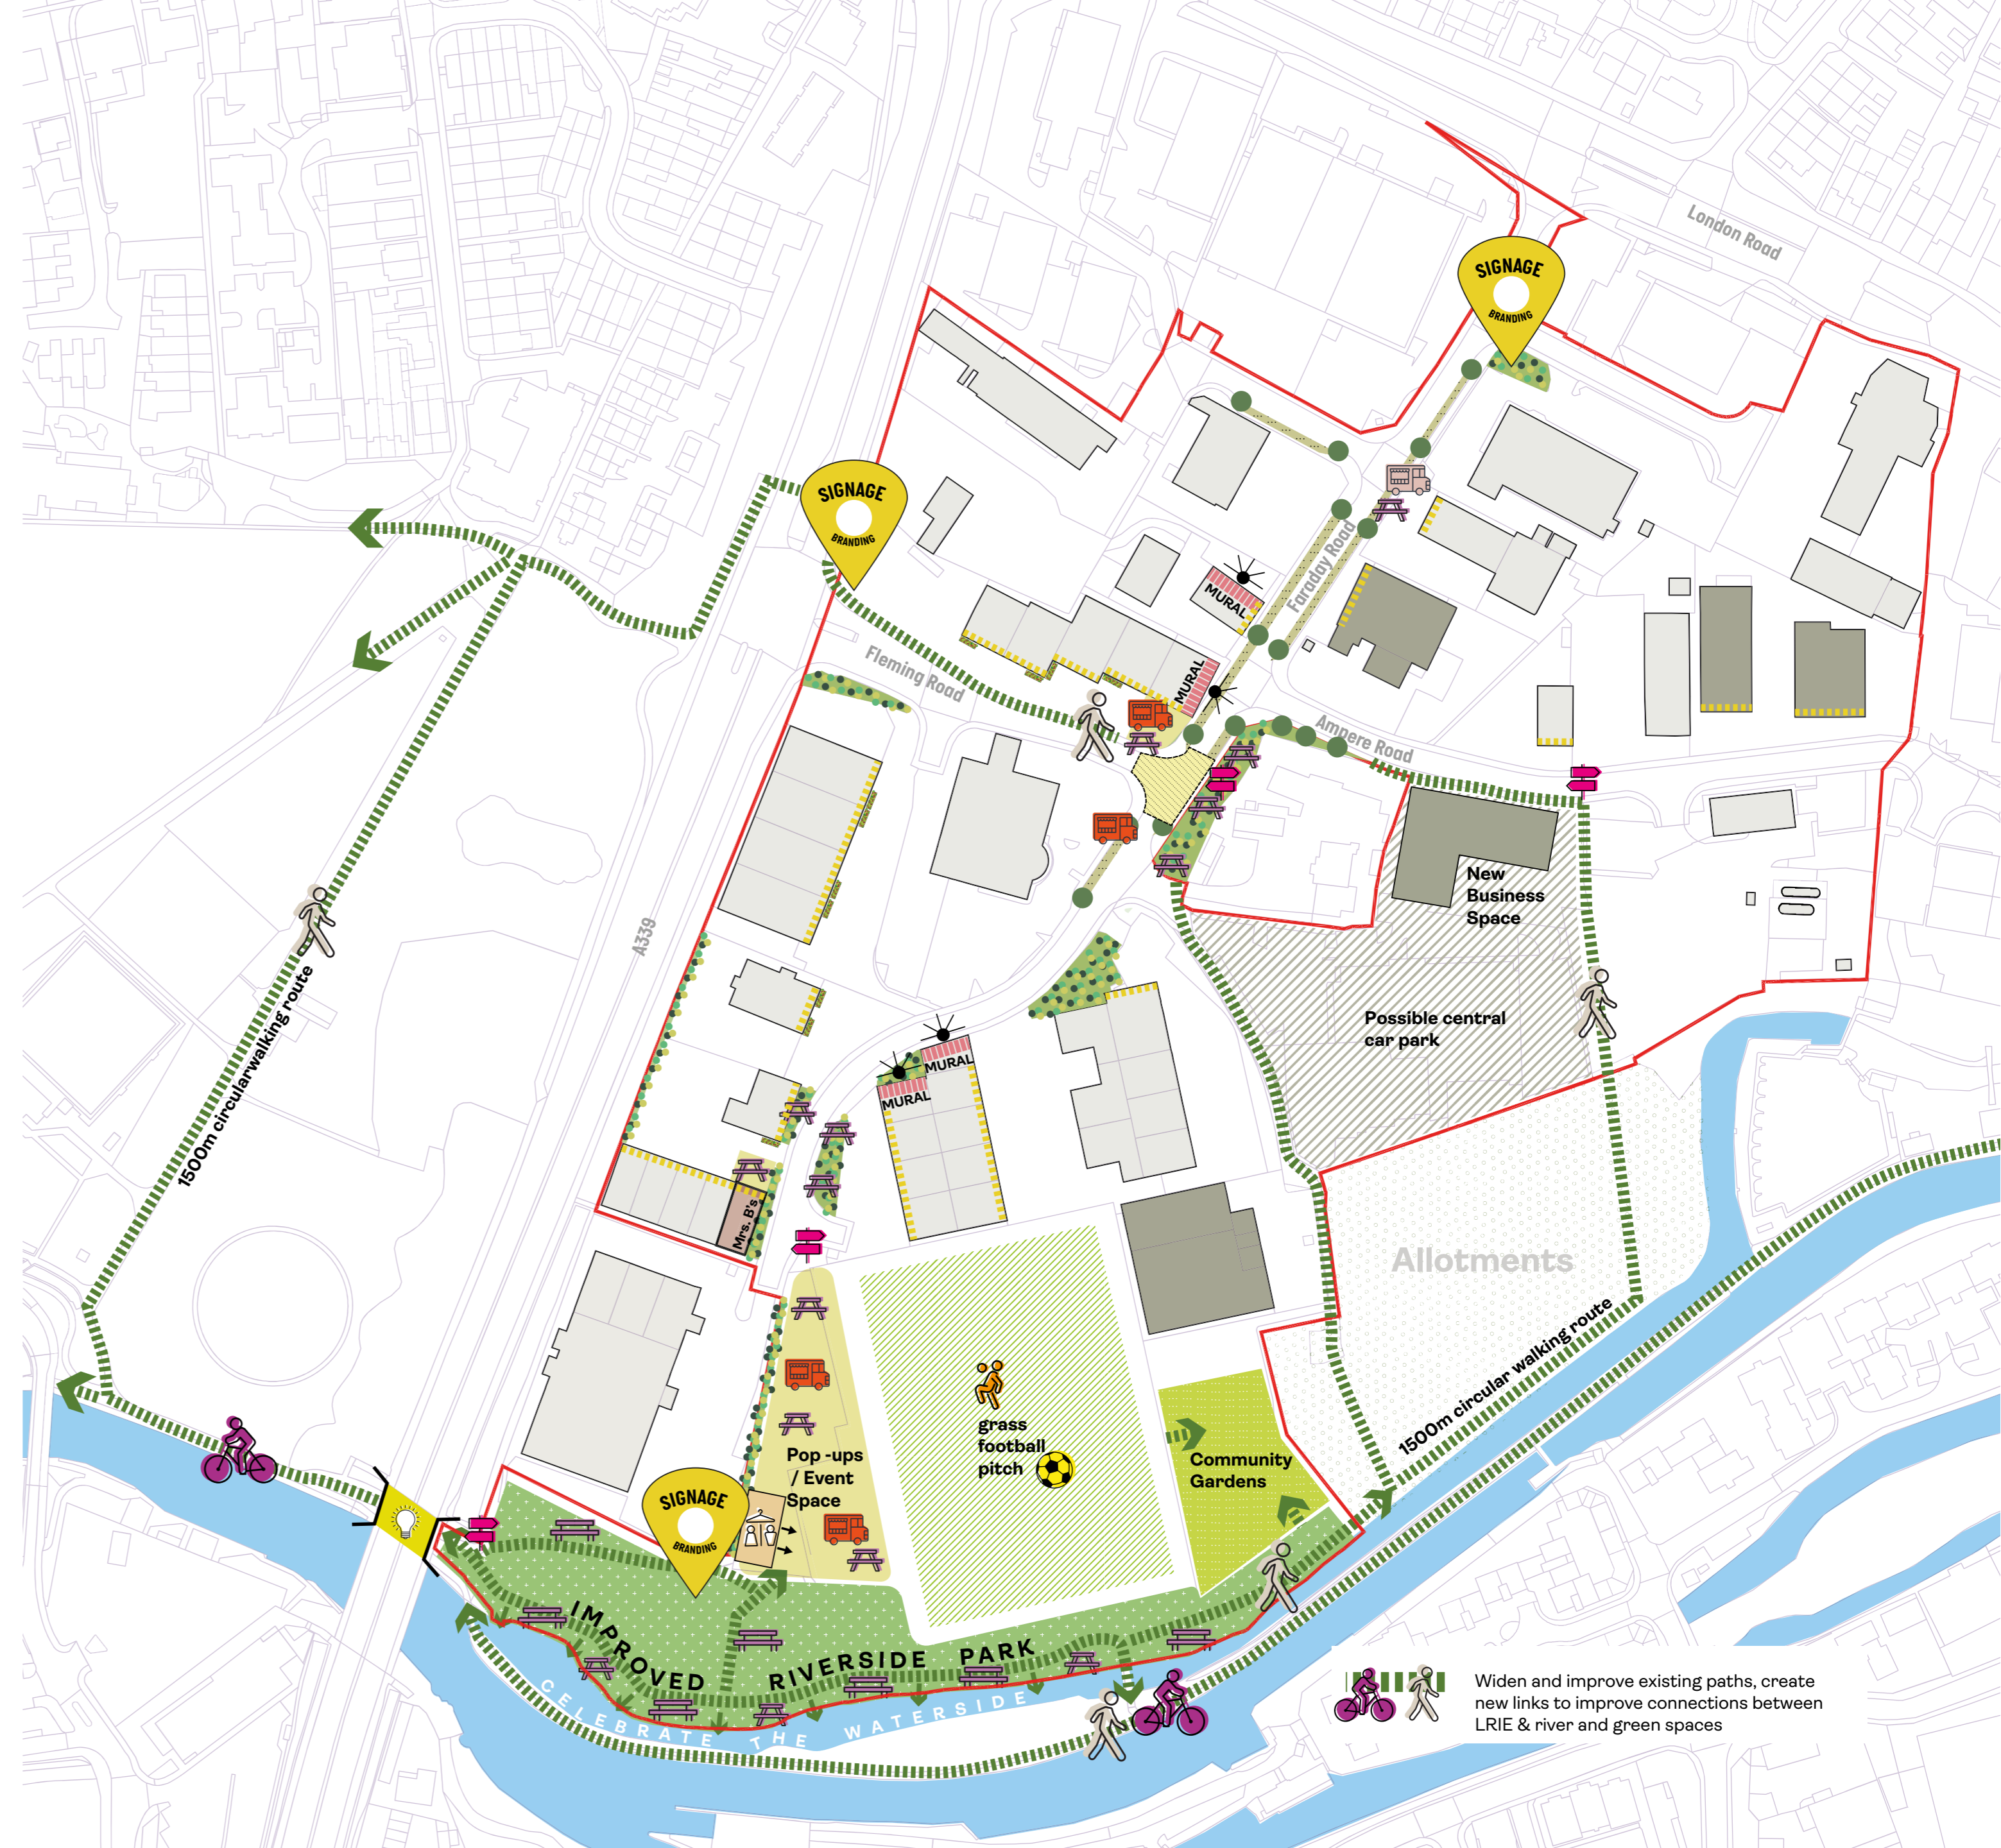 London Road
SIGNAGE
BRANDING
SIGNAGE
BRANDING
Faraday Road
MURAL
Fleming Road
MURAL
Ampere Road
New
Business
Space
A339
1500m circularwalking route
Possible central
car park
MURAL
MURAL
Mrs. B's
Allotments
1500m circular walking route
grass
football
pitch
Pop -ups
/ Event
Space
Community
Gardens
SIGNAGE
BRANDING
IMPROVED RIVERSIDE PARK
CELEBRATE THE WATERSIDE
Widen and improve existing paths, create
new links to improve connections between
LRIE & river and green spaces